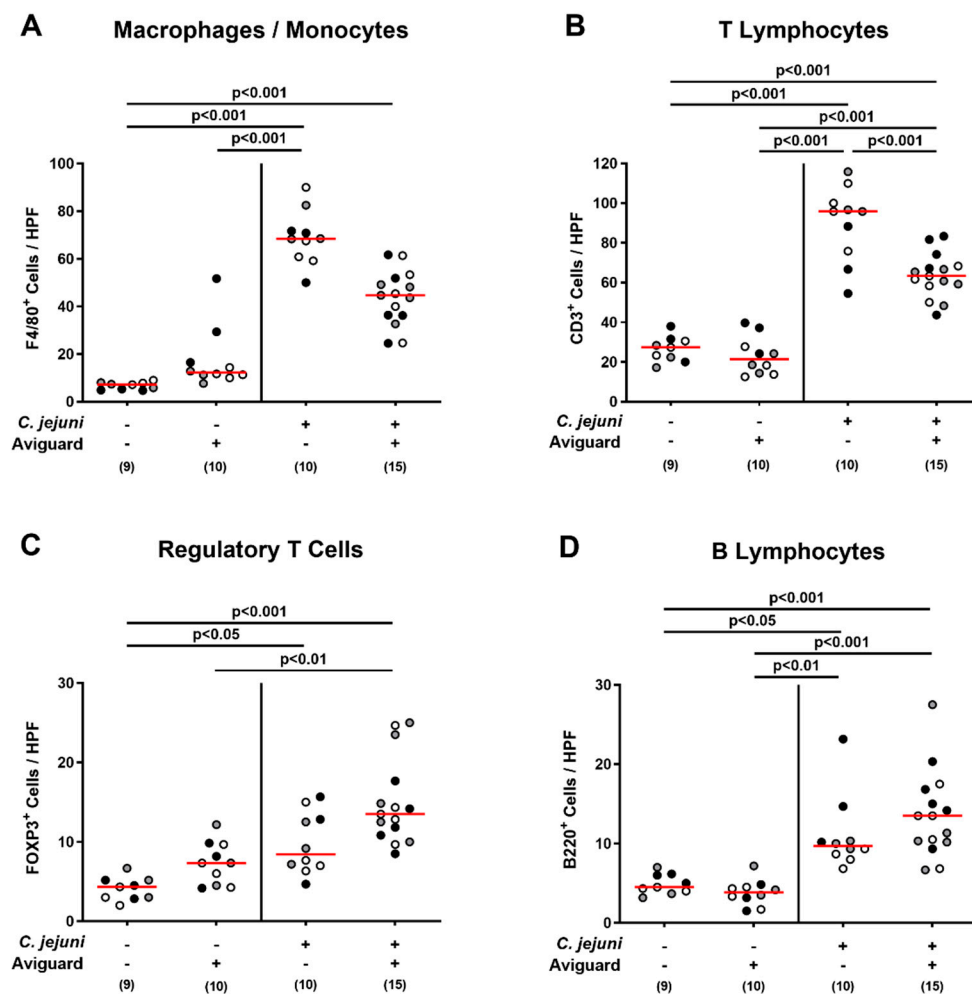 A
Macrophages / Monocytes
p<0.001
p<0.001
p<0.001
F4/80+ Cells / HPF
100
80
60
40
20
0
C. jejuni - - + +
Aviguard - + - +
(9) (10) (10) (15)
B
T Lymphocytes
p<0.001
p<0.001
p<0.001
p<0.001 p<0.001
CD3+ Cells / HPF
120
100
80
60
40
20
0
C. jejuni - - + +
Aviguard - + - +
(9) (10) (10) (15)
C
Regulatory T Cells
p<0.001
p<0.05
p<0.01
FOXP3+ Cells / HPF
30
20
10
0
C. jejuni - - + +
Aviguard - + - +
(9) (10) (10) (15)
D
B Lymphocytes
p<0.001
p<0.05
p<0.001
p<0.01
B220+ Cells / HPF
30
20
10
0
C. jejuni - - + +
Aviguard - + - +
(9) (10) (10) (15)